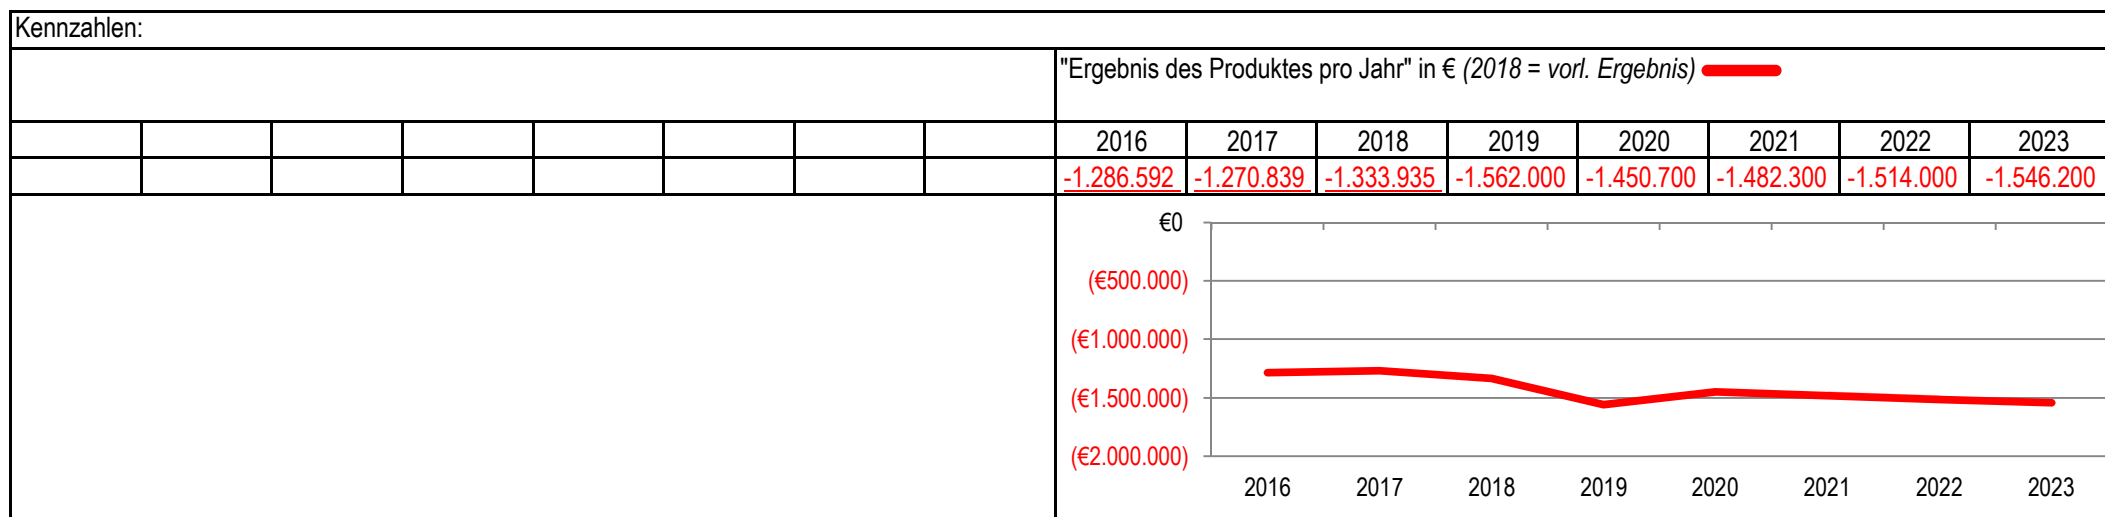 Kennzahlen:
"Ergebnis des Produktes pro Jahr" in € (2018 = vorl. Ergebnis)
2016 2017 2018 2019 2020 2021 2022 2023
-1.286.592 -1.270.839 -1.333.935 -1.562.000 -1.450.700 -1.482.300 -1.514.000 -1.546.200
€0
(€500.000)
(€1.000.000)
(€1.500.000)
(€2.000.000)
2016 2017 2018 2019 2020 2021 2022 2023